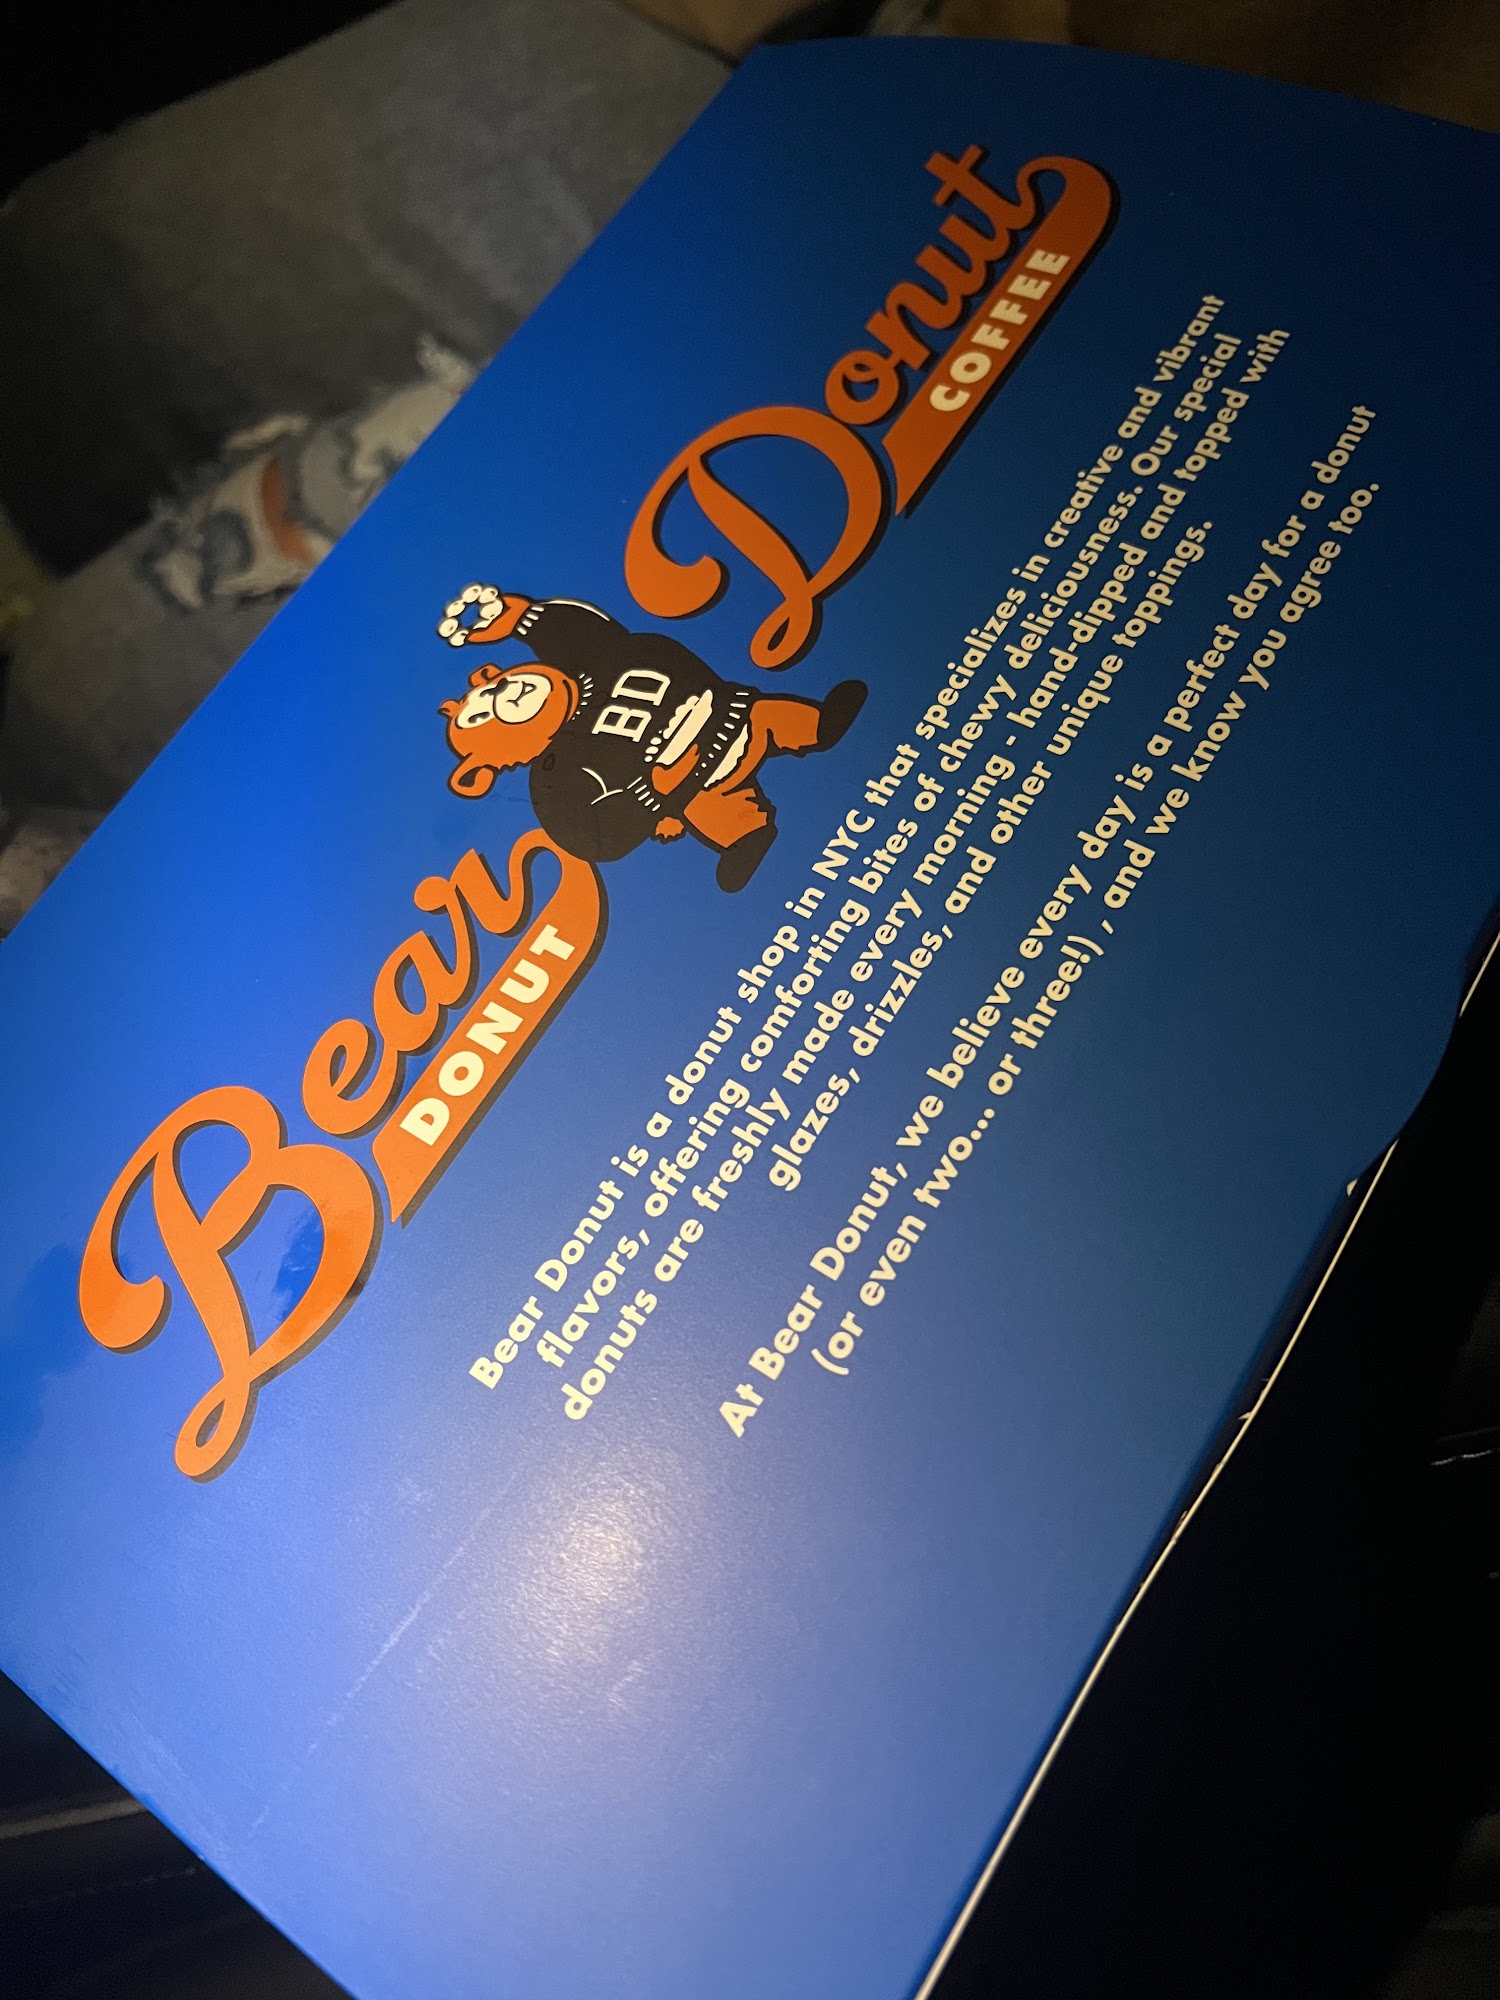 Bear Donut
DONUT
COFFEE
BD
Bear Donut is a donut shop in NYC that specializes in creative and vibrant
flavors, offering comforting bites of chewy deliciousness. Our special
donuts are freshly made every morning - hand-dipped and topped with
glazes, drizzles, and other unique toppings.
At Bear Donut, we believe every day is a perfect day for a donut
(or even two... or three!) , and we know you agree too.